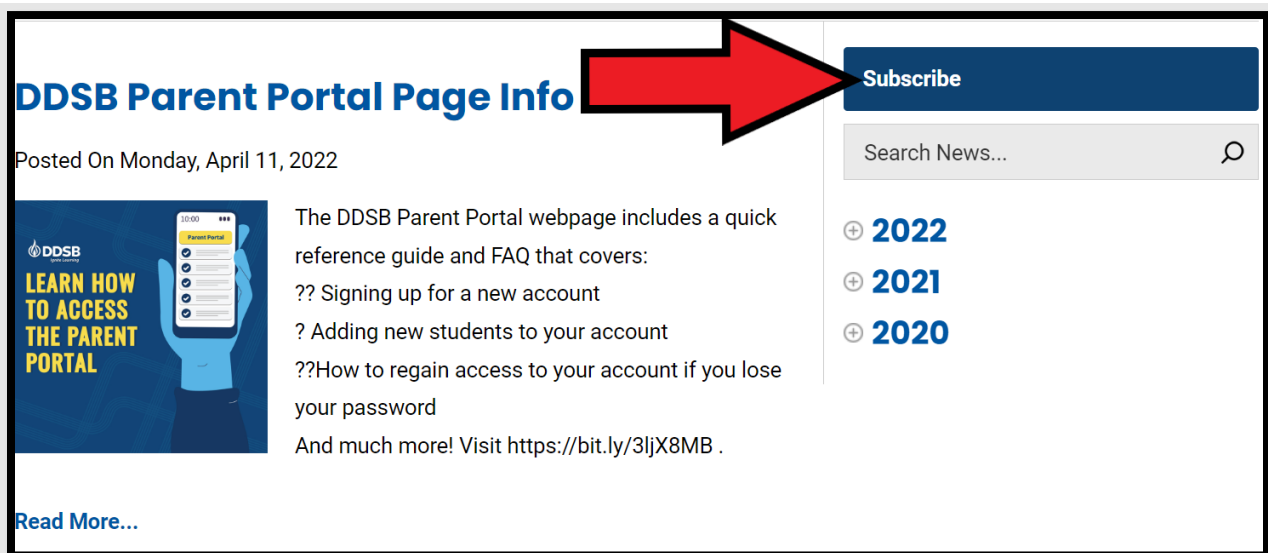 DDSB Parent Portal Page Info
Posted On Monday, April 11, 2022
DDSB
Ignite Learning
LEARN HOW
TO ACCESS
THE PARENT
PORTAL
10:00
Parent Portal
The DDSB Parent Portal webpage includes a quick
reference guide and FAQ that covers:
?? Signing up for a new account
? Adding new students to your account
??How to regain access to your account if you lose
your password
And much more! Visit https://bit.ly/3ljX8MB .
Read More...
Subscribe
Search News...
2022
2021
2020